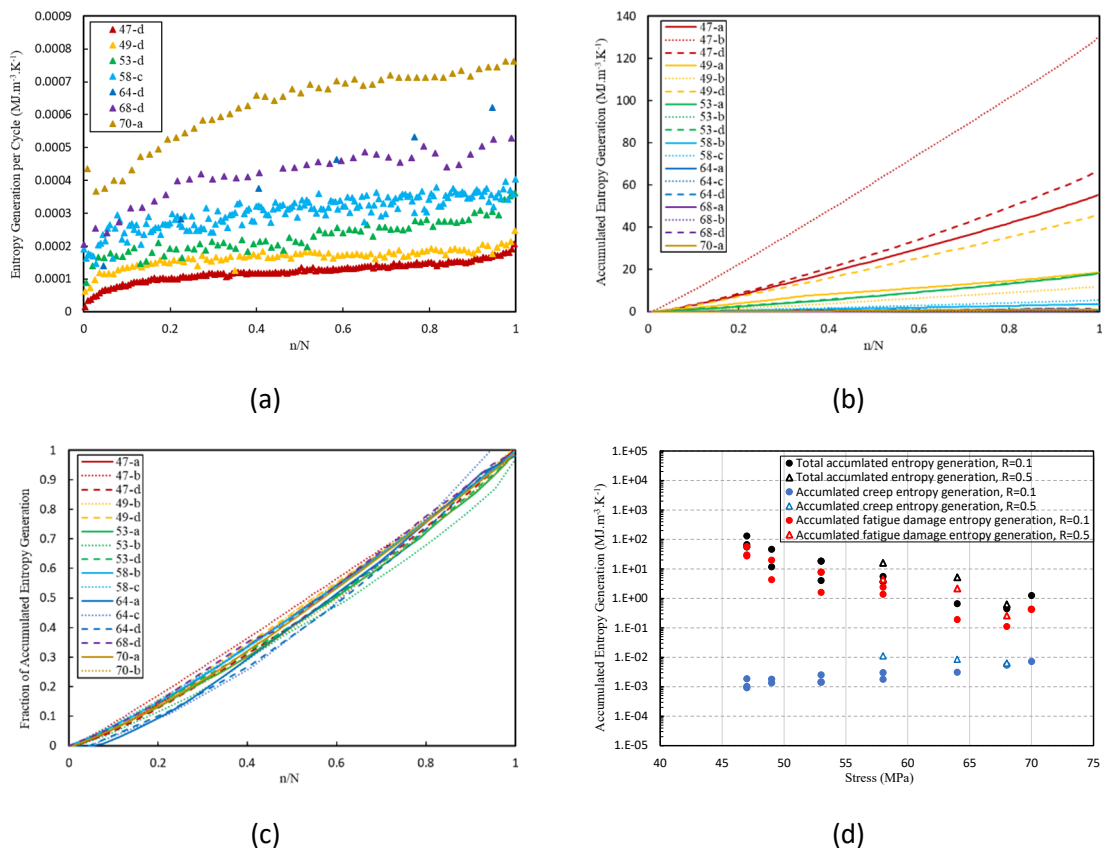 0.0009
0.0008
0.0007
0.0006
0.0005
0.0004
0.0003
0.0002
0.0001
0
Entropy Generation per Cycle (MJ.m⁻³.K⁻¹)
47-d
49-d
53-d
58-c
64-d
68-d
70-a
0 0.2 0.4 0.6 0.8 1
n/N
(a)
140
120
100
80
60
40
20
0
Accumulated Entropy Generation (MJ.m⁻³.K⁻¹)
47-a
47-b
47-d
49-a
49-b
49-d
53-a
53-b
53-d
58-b
58-c
64-a
64-c
64-d
68-a
68-b
68-d
70-a
0 0.2 0.4 0.6 0.8 1
n/N
(b)
1
0.9
0.8
0.7
0.6
0.5
0.4
0.3
0.2
0.1
0
Fraction of Accumulated Entropy Generation
47-a
47-b
47-d
49-b
49-d
53-a
53-b
53-d
58-b
58-c
64-a
64-c
64-d
68-d
70-a
70-b
0 0.2 0.4 0.6 0.8 1
n/N
(c)
1.E+05
1.E+04
1.E+03
1.E+02
1.E+01
1.E+00
1.E-01
1.E-02
1.E-03
1.E-04
1.E-05
Accumulated Entropy Generation (MJ.m⁻³.K⁻¹)
Total accumlated entropy generation, R=0.1
Total accumlated entropy generation, R=0.5
Accumlated creep entropy generation, R=0.1
Accumlated creep entropy generation, R=0.5
Accumlated fatigue damage entropy generation, R=0.1
Accumlated fatigue damage entropy generation, R=0.5
40 45 50 55 60 65 70 75
Stress (MPa)
(d)